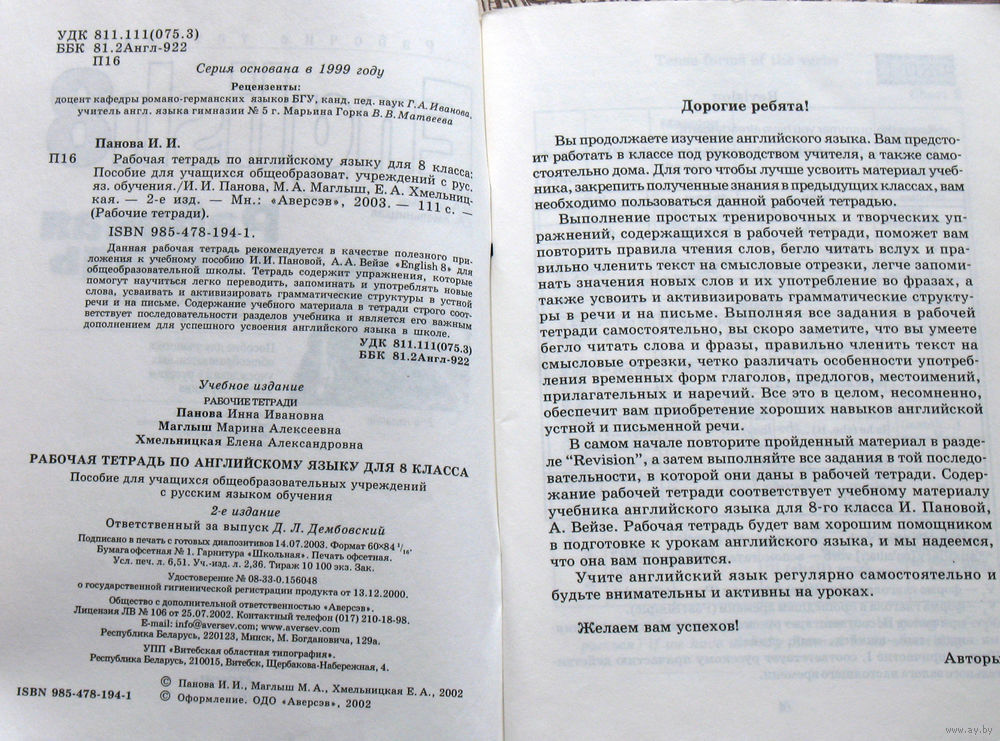 УДК 811.111(075.3)
ББК 81.2Англ-922
П16
Серия основана в 1999 году
Рецензенты:
доцент кафедры романо-германских языков БГУ, канд. пед. наук Г. А. Иванова,
учитель англ. языка гимназии № 5 г. Марьина Горка В. В. Матвеева
Панова И. И.
П16 Рабочая тетрадь по английскому языку для 8 класса:
Пособие для учащихся общеобразоват. учреждений с рус.
яз. обучения./И. И. Панова, М. А. Маглыш, Е. А. Хмельниц-
кая. — 2-е изд. — Мн.: «Аверсэв», 2003. — 111 с. —
(Рабочие тетради).
ISBN 985-478-194-1.
Данная рабочая тетрадь рекомендуется в качестве полезного при-
ложения к учебному пособию И. И. Пановой, А. А. Вейзе «English 8» для
общеобразовательной школы. Тетрадь содержит упражнения, которые
помогут научиться легко переводить, запоминать и употреблять новые
слова, усваивать и активизировать грамматические структуры в устной
речи и на письме. Содержание учебного материала в тетради строго соот-
ветствует последовательности разделов учебника и является его важным
дополнением для успешного усвоения английского языка в школе.
УДК 811.111(075.3)
ББК 81.2Англ-922
Учебное издание
РАБОЧИЕ ТЕТРАДИ
Панова Инна Ивановна
Маглыш Марина Алексеевна
Хмельницкая Елена Александровна
РАБОЧАЯ ТЕТРАДЬ ПО АНГЛИЙСКОМУ ЯЗЫКУ ДЛЯ 8 КЛАССА
Пособие для учащихся общеобразовательных учреждений
с русским языком обучения
2-е издание
Ответственный за выпуск Д. Л. Дембовский
Подписано в печать с готовых диапозитивов 14.07.2003. Формат 60×84 1/16.
Бумага офсетная № 1. Гарнитура «Школьная». Печать офсетная.
Усл. печ. л. 6,51. Уч.-изд. л. 2,36. Тираж 10 100 экз. Зак.
Удостоверение № 08-33-0.156048
о государственной гигиенической регистрации продукта от 13.12.2000.
Общество с дополнительной ответственностью «Аверсэв».
Лицензия ЛВ № 106 от 25.07.2002. Контактный телефон (017) 210-18-98.
E-mail: info@aversev.com; www.aversev.com
Республика Беларусь, 220123, Минск, М. Богдановича, 129а.
УПП «Витебская областная типография».
Республика Беларусь, 210015, Витебск, Щербакова-Набережная, 4.
© Панова И. И., Маглыш М. А., Хмельницкая Е. А., 2002
ISBN 985-478-194-1 © Оформление. ОДО «Аверсэв», 2002
Дорогие ребята!
Вы продолжаете изучение английского языка. Вам предсто-
ит работать в классе под руководством учителя, а также само-
стоятельно дома. Для того чтобы лучше усвоить материал учеб-
ника, закрепить полученные знания в предыдущих классах, вам
необходимо пользоваться данной рабочей тетрадью.
Выполнение простых тренировочных и творческих уп-
ражнений, содержащихся в рабочей тетради, поможет вам
повторить правила чтения слов, бегло читать вслух и пра-
вильно членить текст на смысловые отрезки, легче запоми-
нать значения новых слов и их употребление во фразах, а
также усвоить и активизировать грамматические структу-
ры в речи и на письме. Выполняя все задания в рабочей
тетради самостоятельно, вы скоро заметите, что вы умеете
бегло читать слова и фразы, правильно членить текст на
смысловые отрезки, четко различать особенности употреб-
ления временных форм глаголов, предлогов, местоимений,
прилагательных и наречий. Все это в целом, несомненно,
обеспечит вам приобретение хороших навыков английской
устной и письменной речи.
В самом начале повторите пройденный материал в разде-
ле “Revision”, а затем выполняйте все задания в той последо-
вательности, в которой они даны в рабочей тетради. Содер-
жание рабочей тетради соответствует учебному материалу
учебника английского языка для 8-го класса И. Пановой,
А. Вейзе. Рабочая тетрадь будет вам хорошим помощником
в подготовке к урокам английского языка, и мы надеемся,
что она вам понравится.
Учите английский язык регулярно самостоятельно и
будьте внимательны и активны на уроках.
Желаем вам успехов!
Авторы
www.ay.by